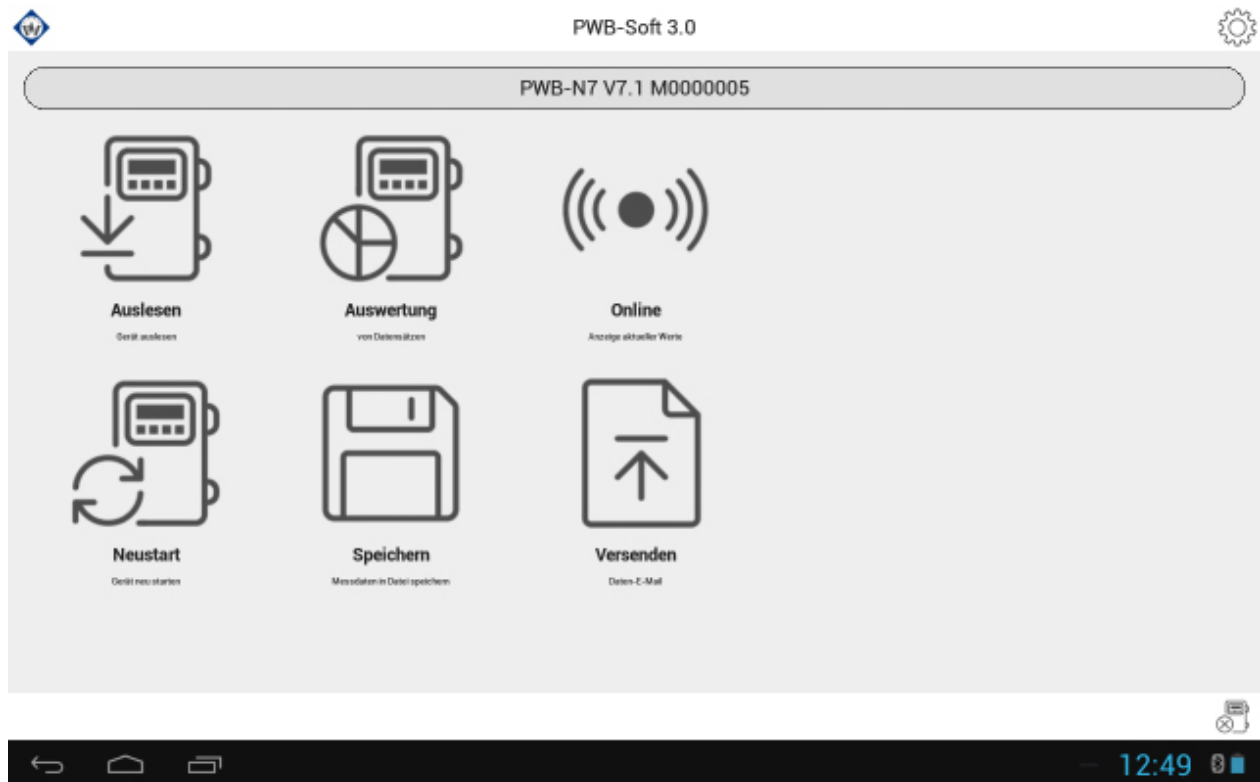 PWB-Soft 3.0
PWB-N7 V7.1 M0000005
Auslesen
Gerät auslesen
Auswertung
von Datensätzen
Online
Anzeige aktueller Werte
Neustart
Gerät neu starten
Speichern
Messdaten in Datei speichern
Versenden
Daten-E-Mail
12:49